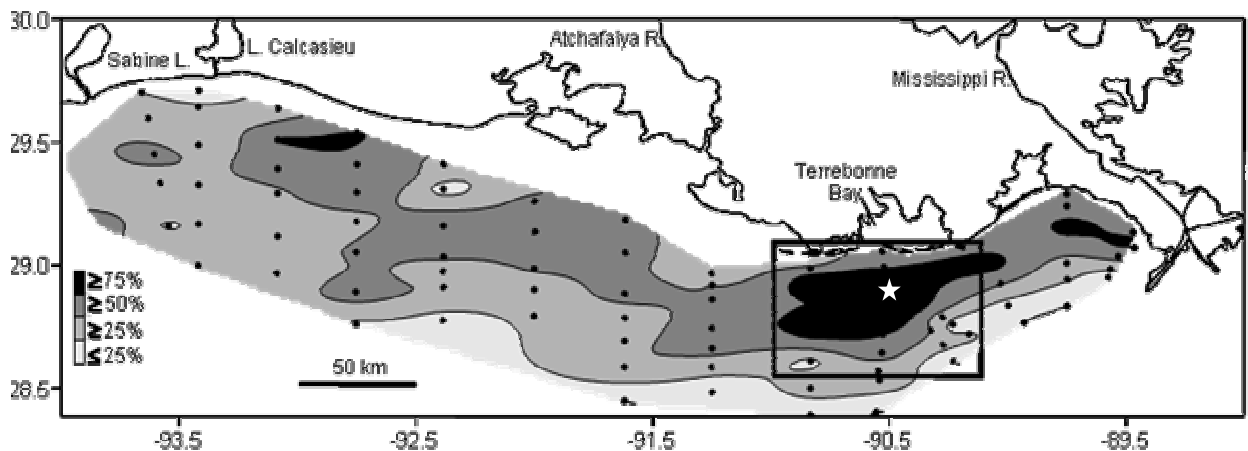 30.0
Sabine L.
L. Calcasieu
Atchafalya R.
Mississippi R.
29.5
Terrebonne
Bay
29.0
≥75%
≥50%
≥25%
≤25%
50 km
28.5
-93.5
-92.5
-91.5
-90.5
-89.5